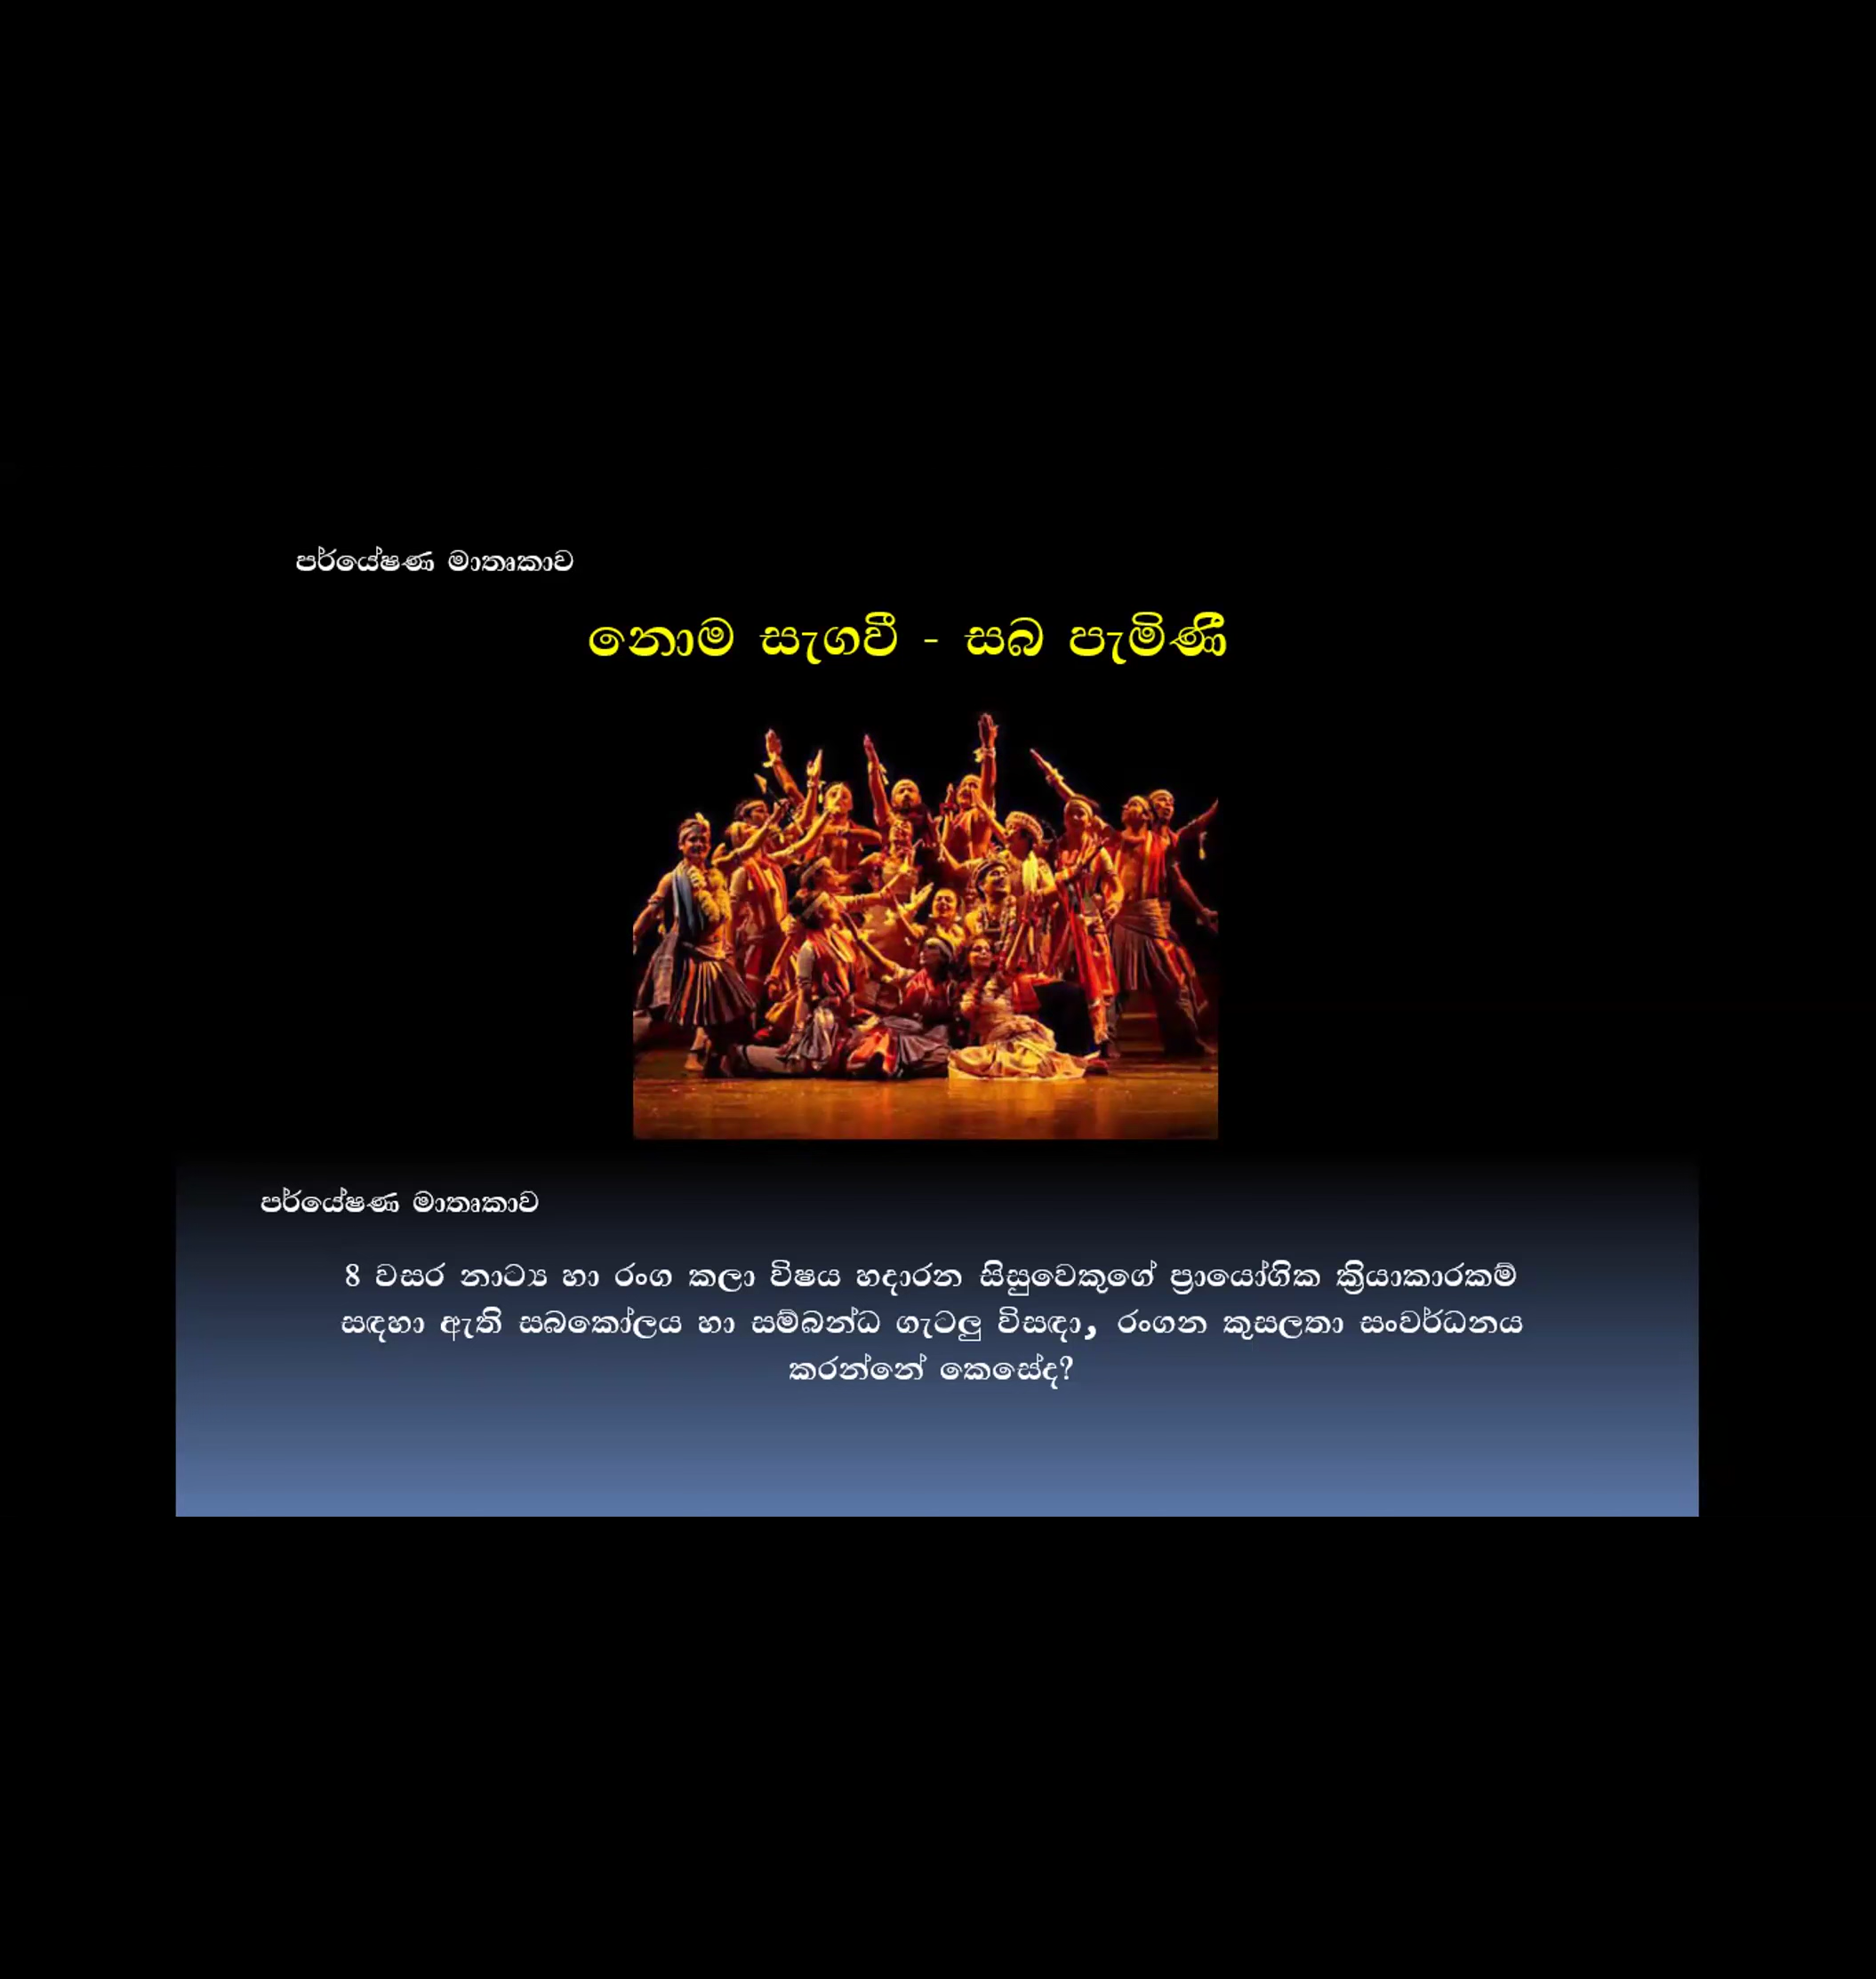 පර්යේෂණ මාතෘකාව
නොම සැගවී - සබ පැමිණී
පර්යේෂණ මාතෘකාව
8 වසර නාට්‍ය හා රංග කලා විෂය හදාරන සිසුවෙකුගේ ප්‍රායෝගික ක්‍රියාකාරකම්
සඳහා ඇති සබකෝලය හා සම්බන්ධ ගැටලු විසඳා, රංගන කුසලතා සංවර්ධනය
කරන්නේ කෙසේද?